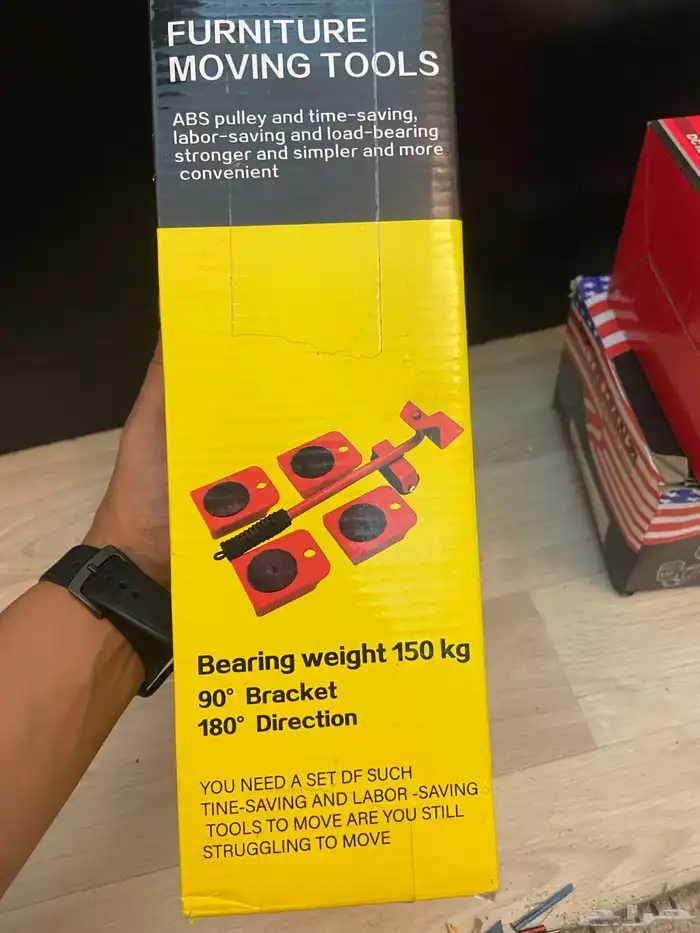 FURNITURE
MOVING TOOLS
ABS pulley and time-saving,
labor-saving and load-bearing
stronger and simpler and more
convenient
Bearing weight 150 kg
90° Bracket
180° Direction
YOU NEED A SET DF SUCH
TINE-SAVING AND LABOR -SAVING
TOOLS TO MOVE ARE YOU STILL
STRUGGLING TO MOVE
حراج